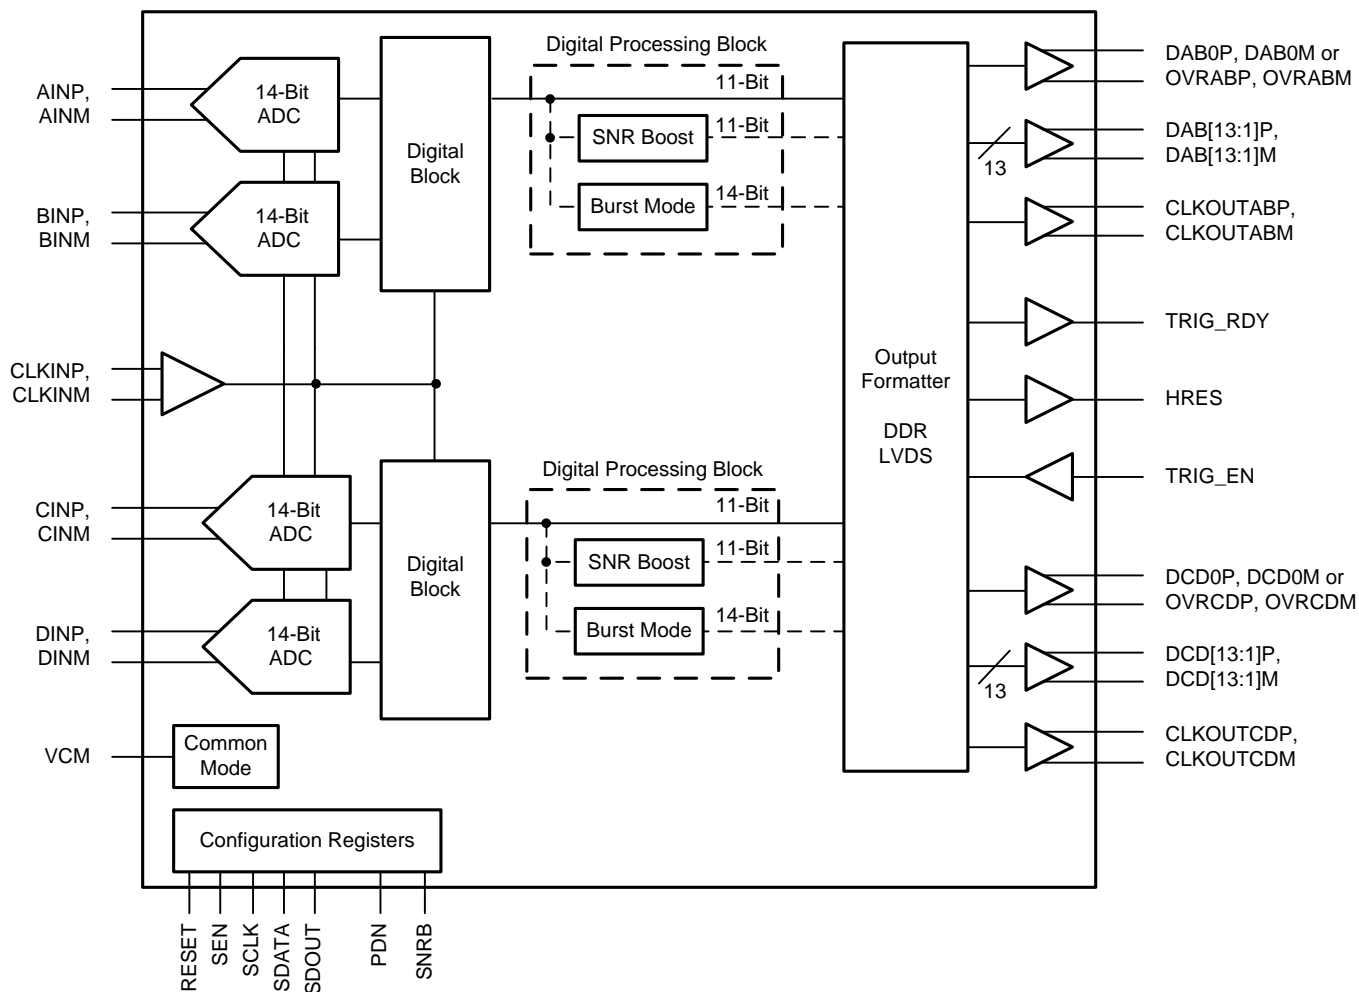 Digital Processing Block
11-Bit
SNR Boost
11-Bit
Burst Mode
14-Bit
AINP,
AINM
14-Bit
ADC
BINP,
BINM
14-Bit
ADC
Digital
Block
CLKINP,
CLKINM
CINP,
CINM
14-Bit
ADC
DINP,
DINM
14-Bit
ADC
Digital
Block
Digital Processing Block
11-Bit
SNR Boost
11-Bit
Burst Mode
14-Bit
Output
Formatter
DDR
LVDS
DAB0P, DAB0M or
OVRABP, OVRABM
13
DAB[13:1]P,
DAB[13:1]M
CLKOUTABP,
CLKOUTABM
TRIG_RDY
HRES
TRIG_EN
DCD0P, DCD0M or
OVRCDP, OVRCDM
13
DCD[13:1]P,
DCD[13:1]M
CLKOUTCDP,
CLKOUTCDM
VCM
Common
Mode
Configuration Registers
RESET
SEN
SCLK
SDATA
SDOUT
PDN
SNRB